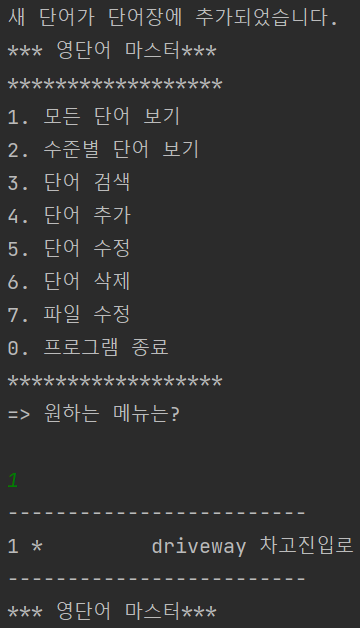 새 단어가 단어장에 추가되었습니다.
*** 영단어 마스터***
******************
1. 모든 단어 보기
2. 수준별 단어 보기
3. 단어 검색
4. 단어 추가
5. 단어 수정
6. 단어 삭제
7. 파일 수정
0. 프로그램 종료
******************
=> 원하는 메뉴는?
1
-------------------------
1 *         driveway 차고진입로
-------------------------
*** 영단어 마스터***